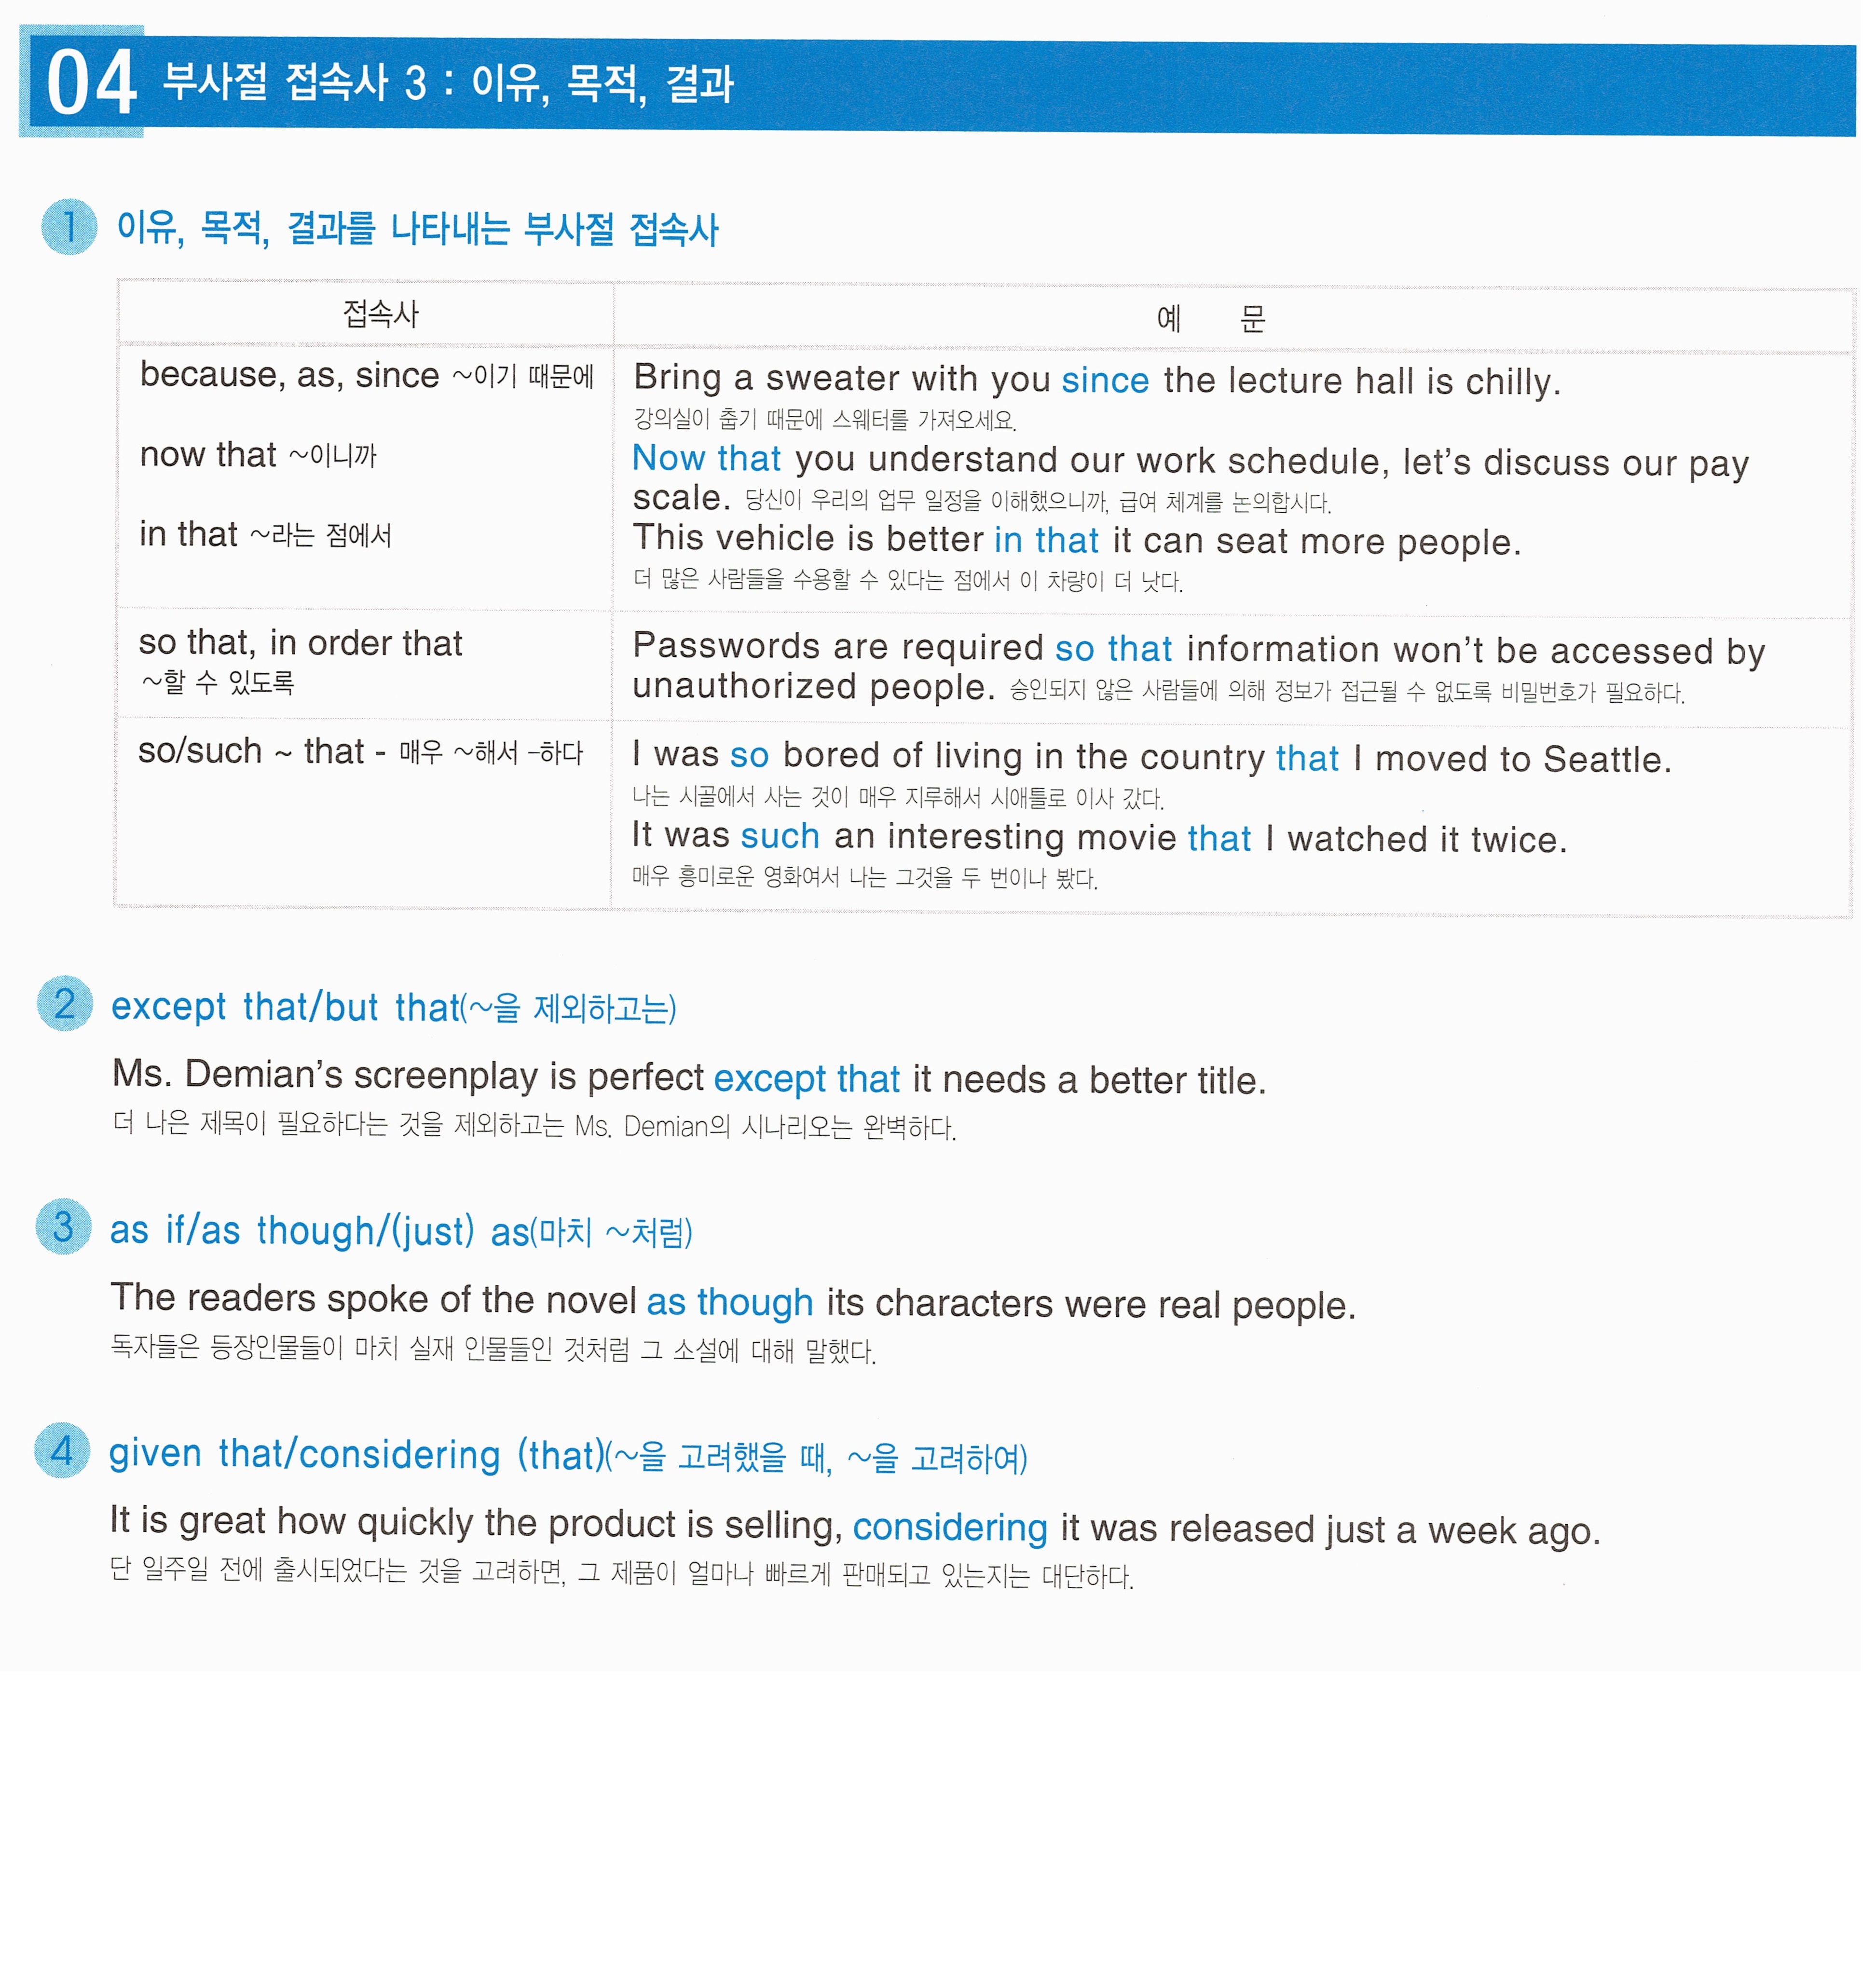 04 부사절 접속사 3 : 이유, 목적, 결과
1 이유, 목적, 결과를 나타내는 부사절 접속사
접속사 예 문
because, as, since ~이기 때문에 Bring a sweater with you since the lecture hall is chilly.
강의실이 춥기 때문에 스웨터를 가져오세요.
now that ~이니까 Now that you understand our work schedule, let's discuss our pay
scale. 당신이 우리의 업무 일정을 이해했으니까, 급여 체계를 논의합시다.
in that ~라는 점에서 This vehicle is better in that it can seat more people.
더 많은 사람들을 수용할 수 있다는 점에서 이 차량이 더 낫다.
so that, in order that Passwords are required so that information won't be accessed by
~할 수 있도록 unauthorized people. 승인되지 않은 사람들에 의해 정보가 접근될 수 없도록 비밀번호가 필요하다.
so/such ~ that - 매우 ~해서 -하다 I was so bored of living in the country that I moved to Seattle.
나는 시골에서 사는 것이 매우 지루해서 시애틀로 이사 갔다.
It was such an interesting movie that I watched it twice.
매우 흥미로운 영화여서 나는 그것을 두 번이나 봤다.
2 except that/but that(~을 제외하고는)
Ms. Demian's screenplay is perfect except that it needs a better title.
더 나은 제목이 필요하다는 것을 제외하고는 Ms. Demian의 시나리오는 완벽하다.
3 as if/as though/(just) as(마치 ~처럼)
The readers spoke of the novel as though its characters were real people.
독자들은 등장인물들이 마치 실재 인물들인 것처럼 그 소설에 대해 말했다.
4 given that/considering (that)(~을 고려했을 때, ~을 고려하여)
It is great how quickly the product is selling, considering it was released just a week ago.
단 일주일 전에 출시되었다는 것을 고려하면, 그 제품이 얼마나 빠르게 판매되고 있는지는 대단하다.